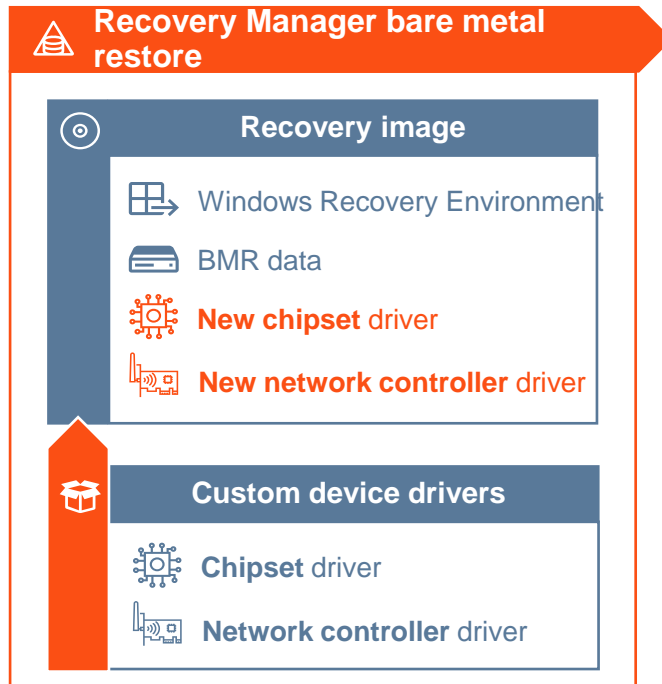 Recovery Manager bare metal
restore
Recovery image
Windows Recovery Environment
BMR data
New chipset driver
New network controller driver
Custom device drivers
Chipset driver
Network controller driver